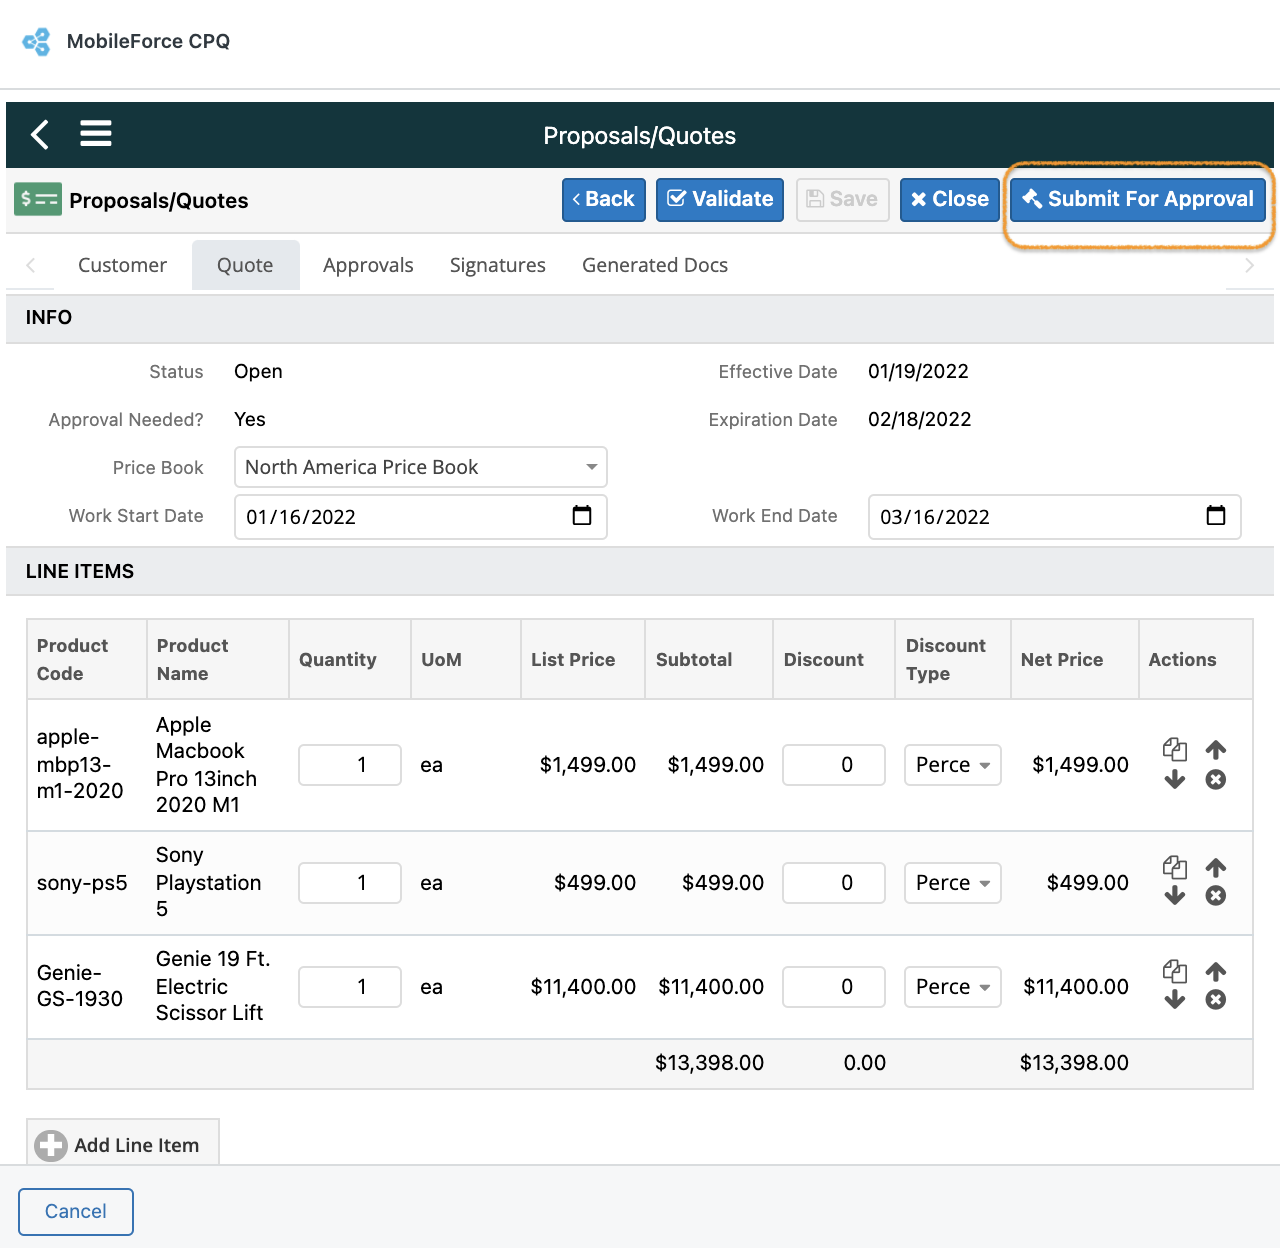 MobileForce CPQ
Proposals/Quotes
Proposals/Quotes
Back
Validate
Save
Close
Submit For Approval
Customer
Quote
Approvals
Signatures
Generated Docs
INFO
Status Open
Effective Date 01/19/2022
Approval Needed? Yes
Expiration Date 02/18/2022
Price Book North America Price Book
Work Start Date 01/16/2022
Work End Date 03/16/2022
LINE ITEMS
Product
Code
Product
Name
Quantity
UoM
List Price
Subtotal
Discount
Discount
Type
Net Price
Actions
apple-
mbp13-
m1-2020
Apple
Macbook
Pro 13inch
2020 M1
1
ea
$1,499.00
$1,499.00
0
Perce
$1,499.00
sony-ps5
Sony
Playstation
5
1
ea
$499.00
$499.00
0
Perce
$499.00
Genie-
GS-1930
Genie 19 Ft.
Electric
Scissor Lift
1
ea
$11,400.00
$11,400.00
0
Perce
$11,400.00
$13,398.00
0.00
$13,398.00
Add Line Item
Cancel